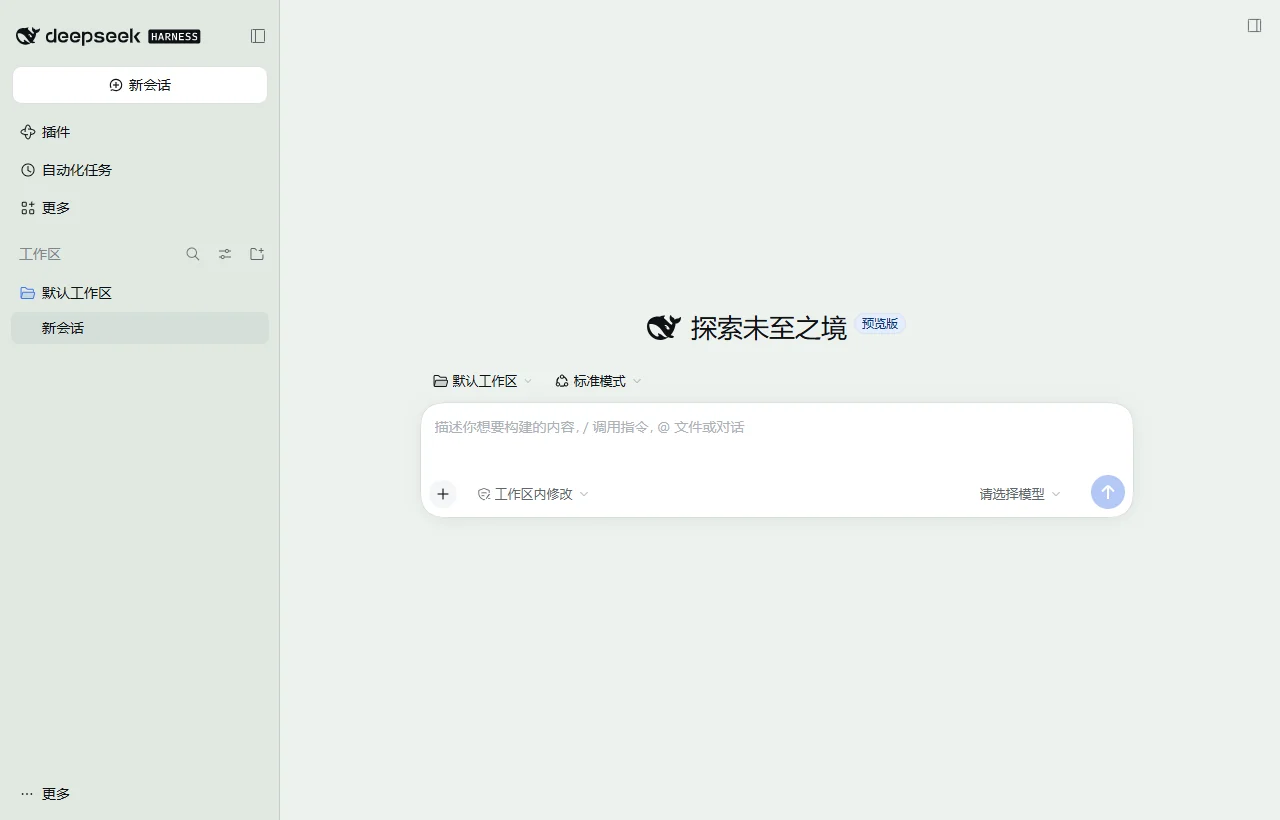 deepseek HARNESS
新会话
插件
自动化任务
更多
工作区
默认工作区
新会话
更多
探索未至之境 预览版
默认工作区 标准模式
描述你想要构建的内容, / 调用指令, @ 文件或对话
工作区内修改 请选择模型